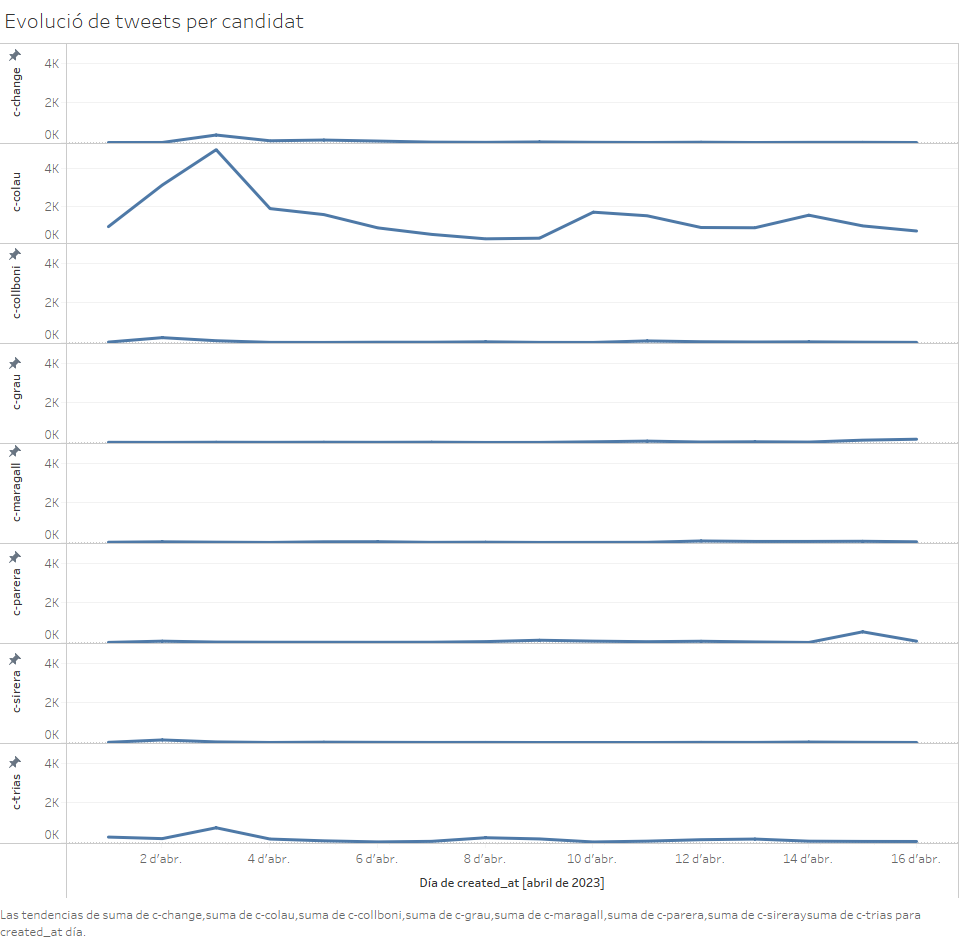 Evolució de tweets per candidat
c-change
4K
2K
0K
c-colau
4K
2K
0K
c-collboni
4K
2K
0K
c-grau
4K
2K
0K
c-maragall
4K
2K
0K
c-parera
4K
2K
0K
c-sirera
4K
2K
0K
c-trias
4K
2K
0K
2 d'abr. 4 d'abr. 6 d'abr. 8 d'abr. 10 d'abr. 12 d'abr. 14 d'abr. 16 d'abr.
Día de created_at [abril de 2023]
Las tendencias de suma de c-change,suma de c-colau,suma de c-collboni,suma de c-grau,suma de c-maragall,suma de c-parera,suma de c-sireraysuma de c-trias para
created_at día.